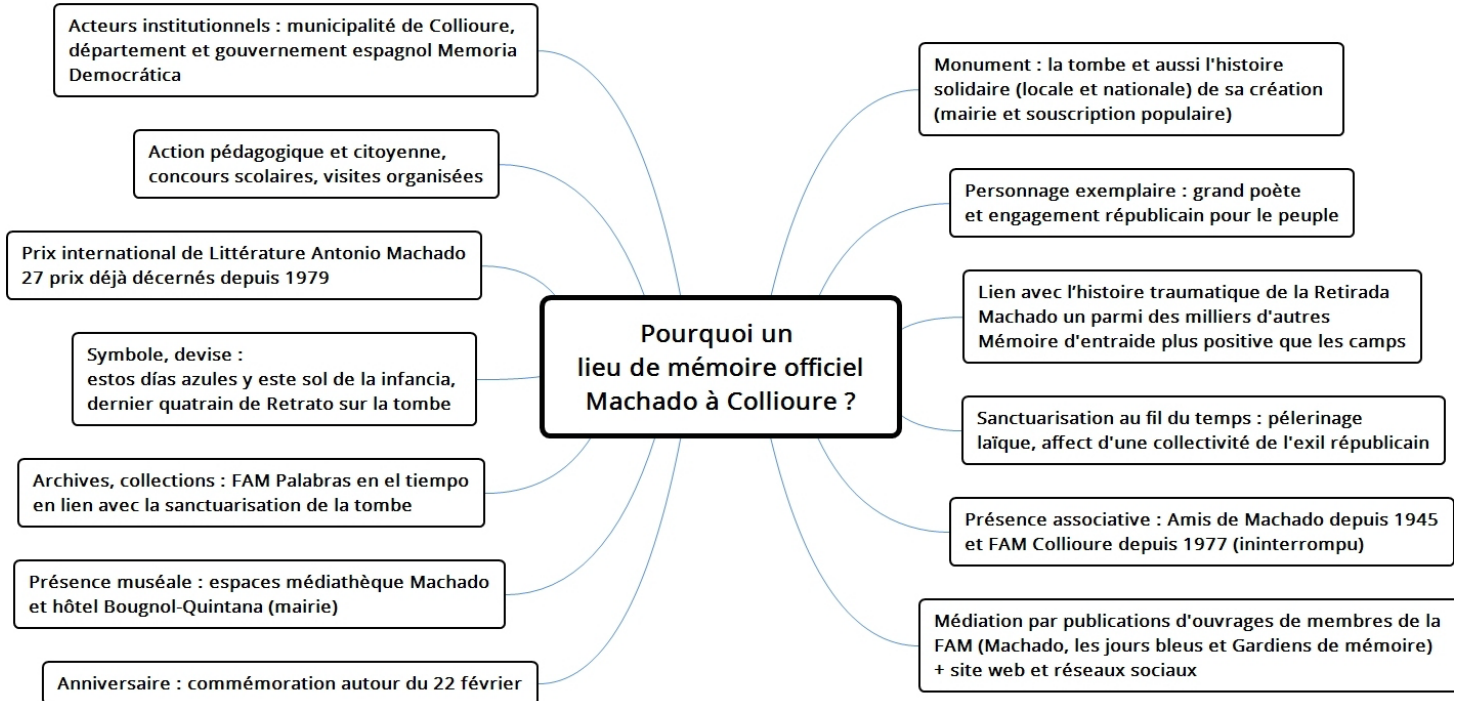 Pourquoi un
lieu de mémoire officiel
Machado à Collioure ?
Acteurs institutionnels : municipalité de Collioure,
département et gouvernement espagnol Memoria
Democrática
Action pédagogique et citoyenne,
concours scolaires, visites organisées
Prix international de Littérature Antonio Machado
27 prix déjà décernés depuis 1979
Symbole, devise :
estos días azules y este sol de la infancia,
dernier quatrain de Retrato sur la tombe
Archives, collections : FAM Palabras en el tiempo
en lien avec la sanctuarisation de la tombe
Présence muséale : espaces médiathèque Machado
et hôtel Bougnol-Quintana (mairie)
Anniversaire : commémoration autour du 22 février
Monument : la tombe et aussi l'histoire
solidaire (locale et nationale) de sa création
(mairie et souscription populaire)
Personnage exemplaire : grand poète
et engagement républicain pour le peuple
Lien avec l’histoire traumatique de la Retirada
Machado un parmi des milliers d'autres
Mémoire d'entraide plus positive que les camps
Sanctuarisation au fil du temps : pélerinage
laïque, affect d'une collectivité de l'exil républicain
Présence associative : Amis de Machado depuis 1945
et FAM Collioure depuis 1977 (ininterrompu)
Médiation par publications d'ouvrages de membres de la
FAM (Machado, les jours bleus et Gardiens de mémoire)
+ site web et réseaux sociaux